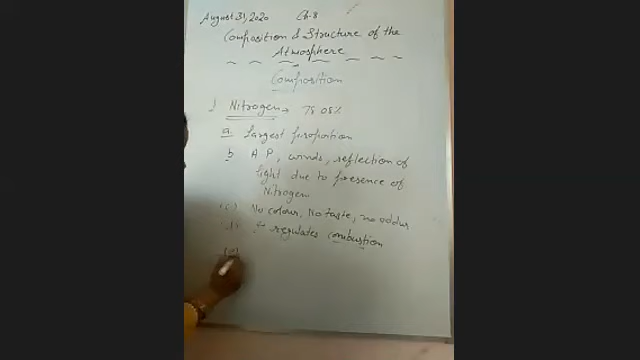 August 31, 2020 Ch-8
Composition & Structure of the
Atmosphere
Composition
1) Nitrogen → 78.08%
a. Largest proportion
b A P, winds, reflection of
light due to presence of
Nitrogen
(c) No colour, No taste, no odour
(d) It regulates combustion
(e)